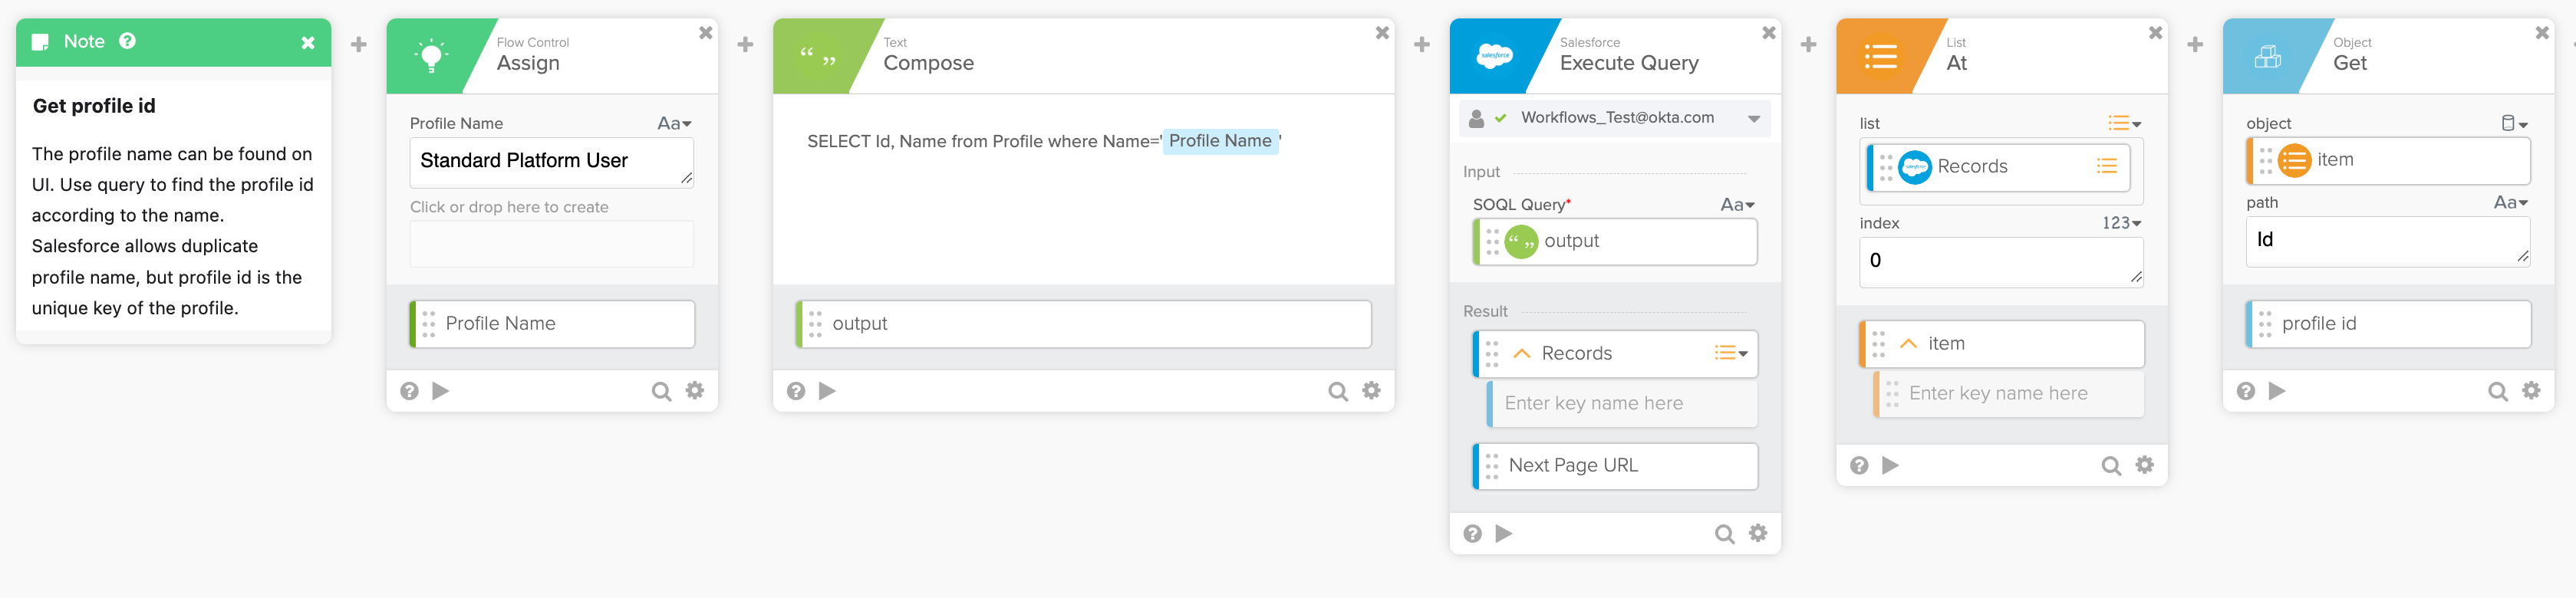 Note
Get profile id
The profile name can be found on
UI. Use query to find the profile id
according to the name.
Salesforce allows duplicate
profile name, but profile id is the
unique key of the profile.
Flow Control
Assign
Profile Name Aa
Standard Platform User
Click or drop here to create
Profile Name
“ ”
Text
Compose
SELECT Id, Name from Profile where Name=' Profile Name '
output
salesforce
Salesforce
Execute Query
Workflows_Test@okta.com
Input
SOQL Query* Aa
“ ” output
Result
Records
Enter key name here
Next Page URL
List
At
list
Records
index 123
0
item
Enter key name here
Object
Get
object
item
path Aa
Id
profile id